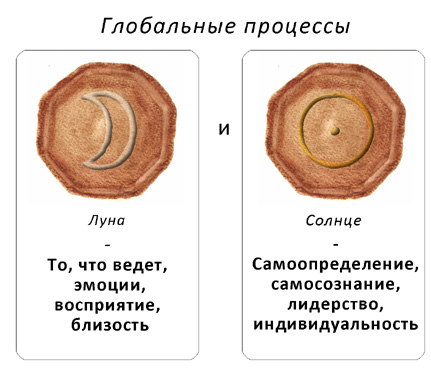 Глобальные процессы
и
Луна
-
То, что ведет,
эмоции,
восприятие,
близость
Солнце
-
Самоопределение,
самосознание,
лидерство,
индивидуальность